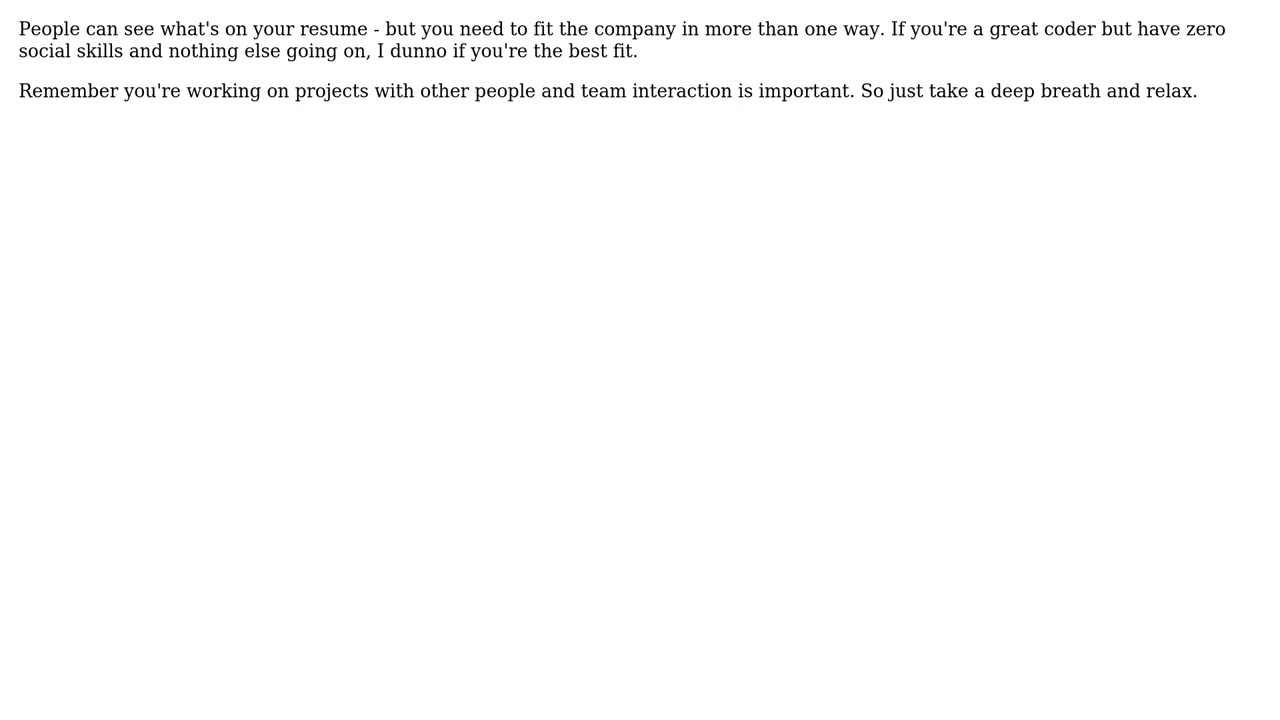 People can see what's on your resume - but you need to fit the company in more than one way. If you're a great coder but have zero
social skills and nothing else going on, I dunno if you're the best fit.
Remember you're working on projects with other people and team interaction is important. So just take a deep breath and relax.